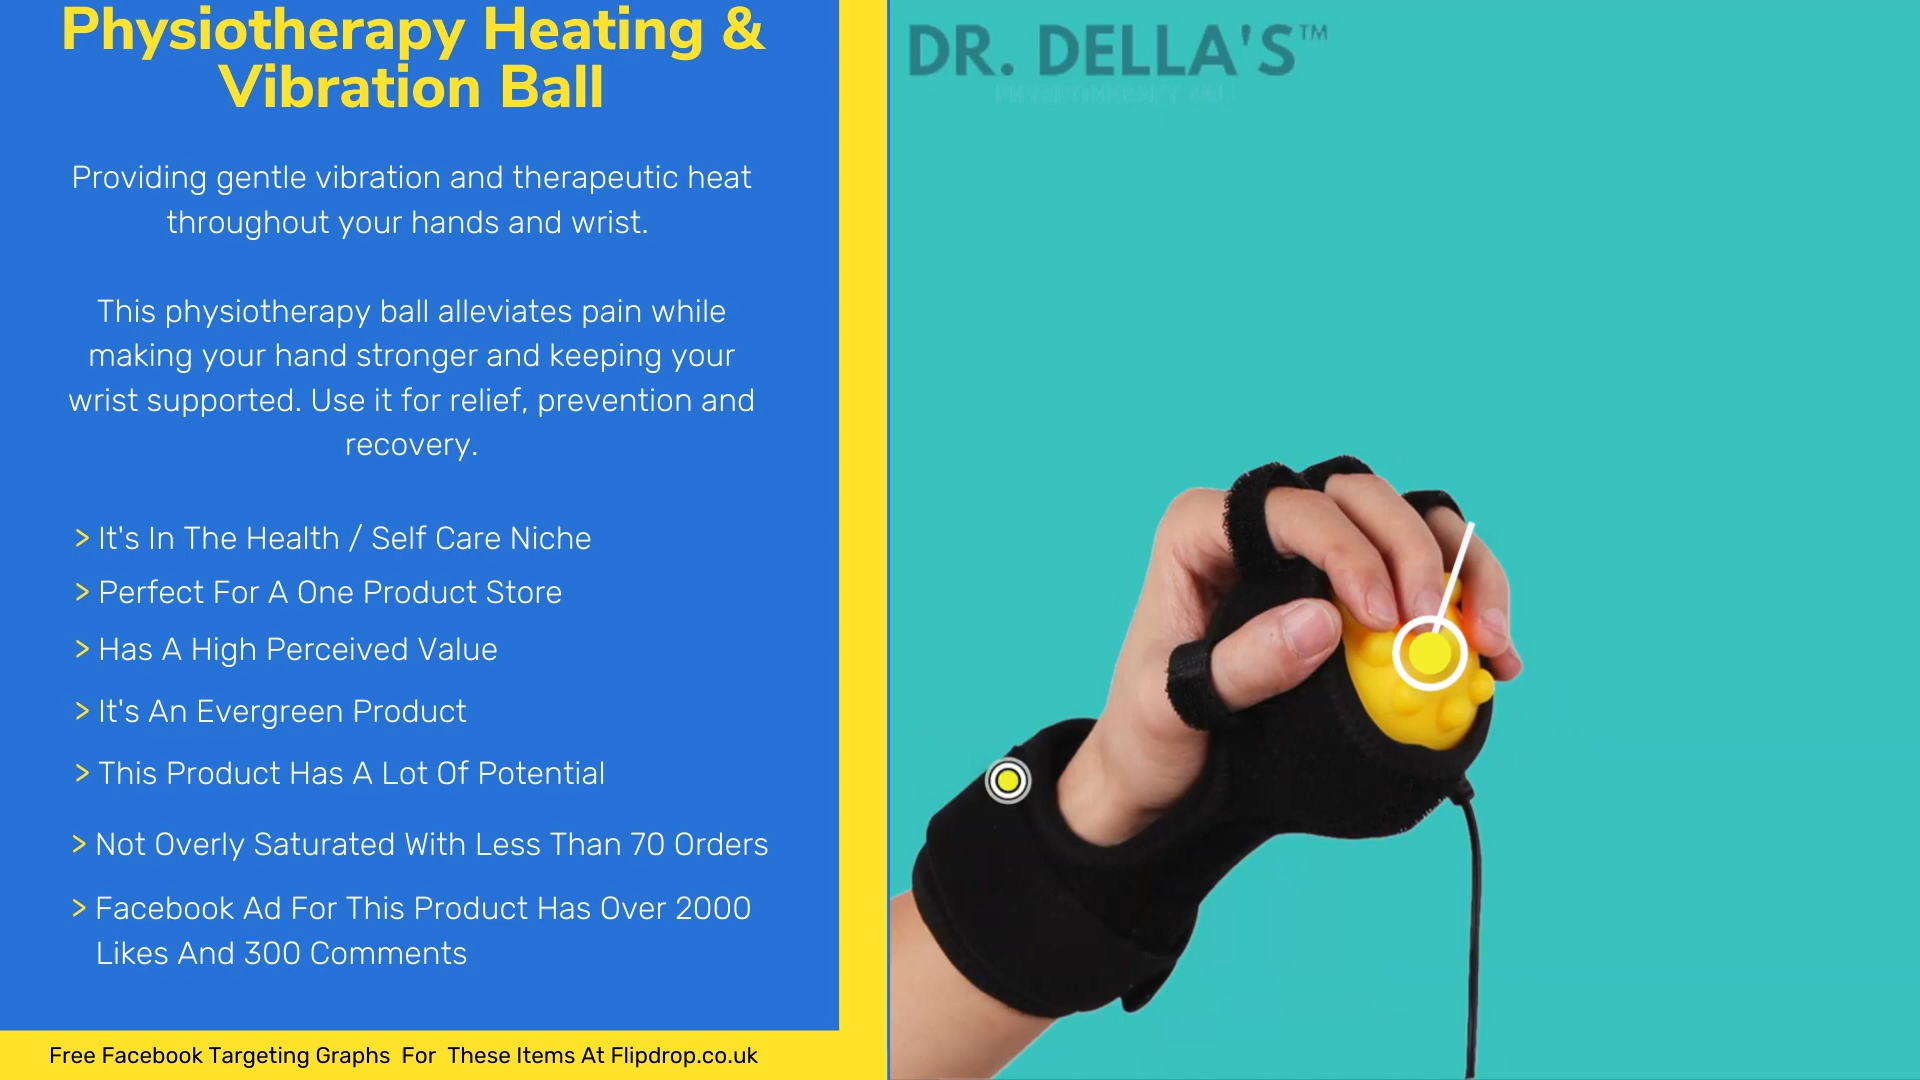 Physiotherapy Heating &
Vibration Ball
Providing gentle vibration and therapeutic heat
throughout your hands and wrist.
This physiotherapy ball alleviates pain while
making your hand stronger and keeping your
wrist supported. Use it for relief, prevention and
recovery.
> It's In The Health / Self Care Niche
> Perfect For A One Product Store
> Has A High Perceived Value
> It's An Evergreen Product
> This Product Has A Lot Of Potential
> Not Overly Saturated With Less Than 70 Orders
> Facebook Ad For This Product Has Over 2000
Likes And 300 Comments
Free Facebook Targeting Graphs For These Items At Flipdrop.co.uk
DR. DELLA'S™